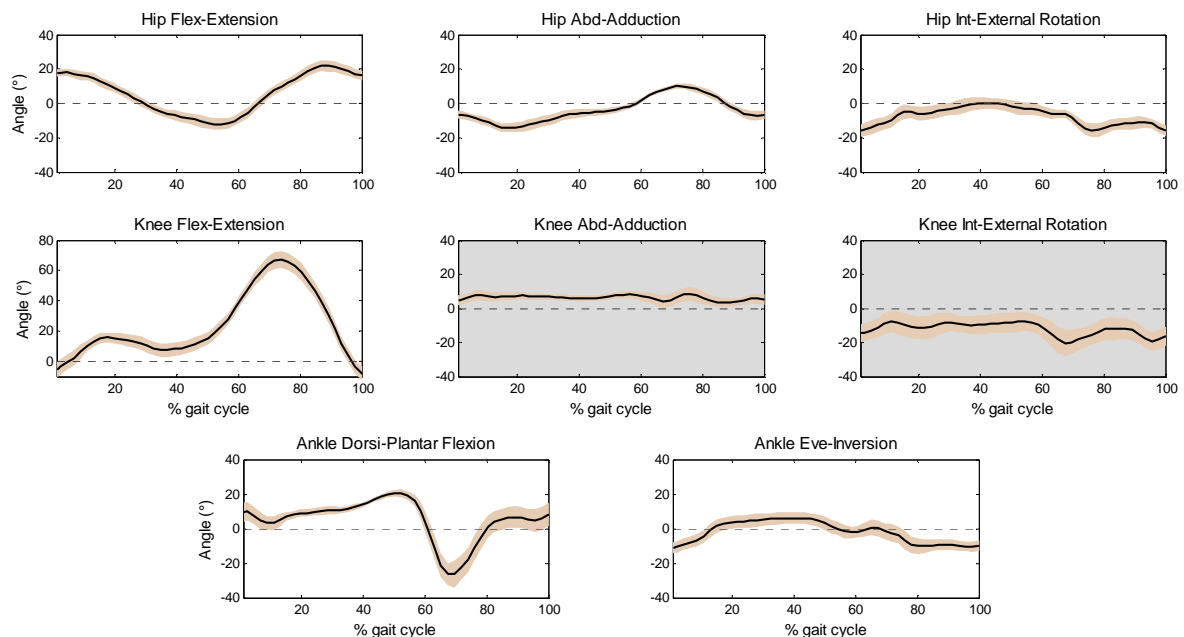 Hip Flex-Extension
40
20
0
-20
-40
Angle (°)
20 40 60 80 100
Hip Abd-Adduction
40
20
0
-20
-40
20 40 60 80 100
Hip Int-External Rotation
40
20
0
-20
-40
20 40 60 80 100
Knee Flex-Extension
80
60
40
20
0
20 40 60 80 100
% gait cycle
Knee Abd-Adduction
40
20
0
-20
-40
20 40 60 80 100
% gait cycle
Knee Int-External Rotation
40
20
0
-20
-40
20 40 60 80 100
% gait cycle
Ankle Dorsi-Plantar Flexion
40
20
0
-20
-40
Angle (°)
20 40 60 80 100
% gait cycle
Ankle Eve-Inversion
40
20
0
-20
-40
20 40 60 80 100
% gait cycle